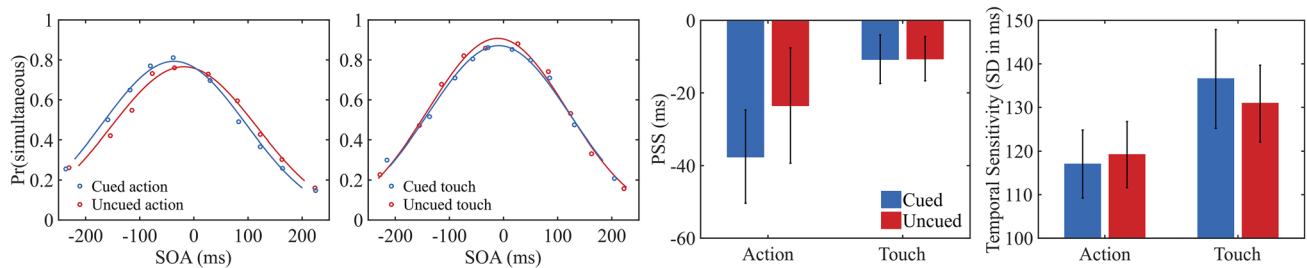 Pr(simultaneous)
1
0.8
0.6
0.4
0.2
0
Cued action
Uncued action
-200 -100 0 100 200
SOA (ms)
1
0.8
0.6
0.4
0.2
0
Cued touch
Uncued touch
-200 -100 0 100 200
SOA (ms)
PSS (ms)
0
-20
-40
-60
Cued
Uncued
Action Touch
Temporal Sensitivity (SD in ms)
150
140
130
120
110
100
Action Touch